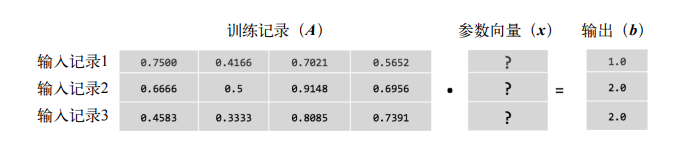 训练记录（A） 参数向量（x） 输出（b）
输入记录1 0.7500 0.4166 0.7021 0.5652 ? 1.0
输入记录2 0.6666 0.5 0.9148 0.6956 · ? = 2.0
输入记录3 0.4583 0.3333 0.8085 0.7391 ? 2.0